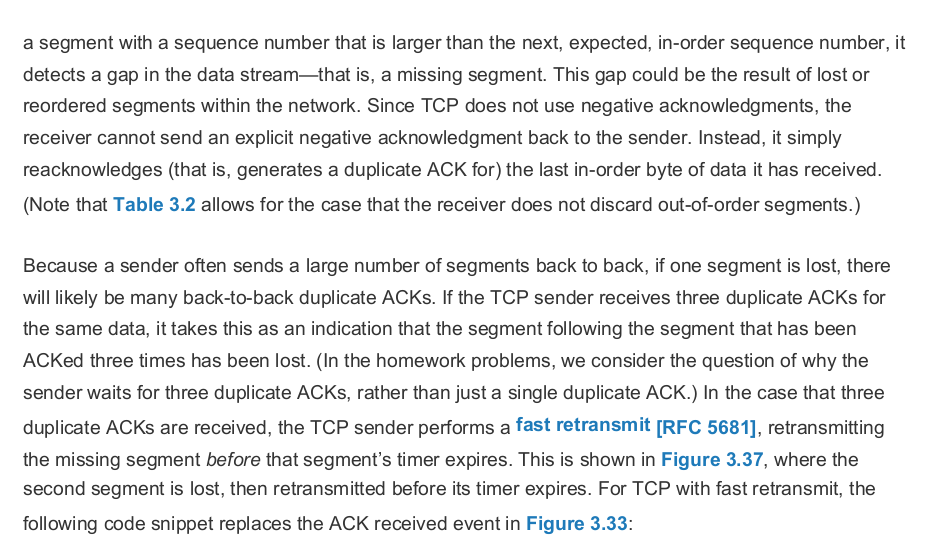 a segment with a sequence number that is larger than the next, expected, in-order sequence number, it
detects a gap in the data stream—that is, a missing segment. This gap could be the result of lost or
reordered segments within the network. Since TCP does not use negative acknowledgments, the
receiver cannot send an explicit negative acknowledgment back to the sender. Instead, it simply
reacknowledges (that is, generates a duplicate ACK for) the last in-order byte of data it has received.
(Note that Table 3.2 allows for the case that the receiver does not discard out-of-order segments.)
Because a sender often sends a large number of segments back to back, if one segment is lost, there
will likely be many back-to-back duplicate ACKs. If the TCP sender receives three duplicate ACKs for
the same data, it takes this as an indication that the segment following the segment that has been
ACKed three times has been lost. (In the homework problems, we consider the question of why the
sender waits for three duplicate ACKs, rather than just a single duplicate ACK.) In the case that three
duplicate ACKs are received, the TCP sender performs a fast retransmit [RFC 5681], retransmitting
the missing segment before that segment’s timer expires. This is shown in Figure 3.37, where the
second segment is lost, then retransmitted before its timer expires. For TCP with fast retransmit, the
following code snippet replaces the ACK received event in Figure 3.33: